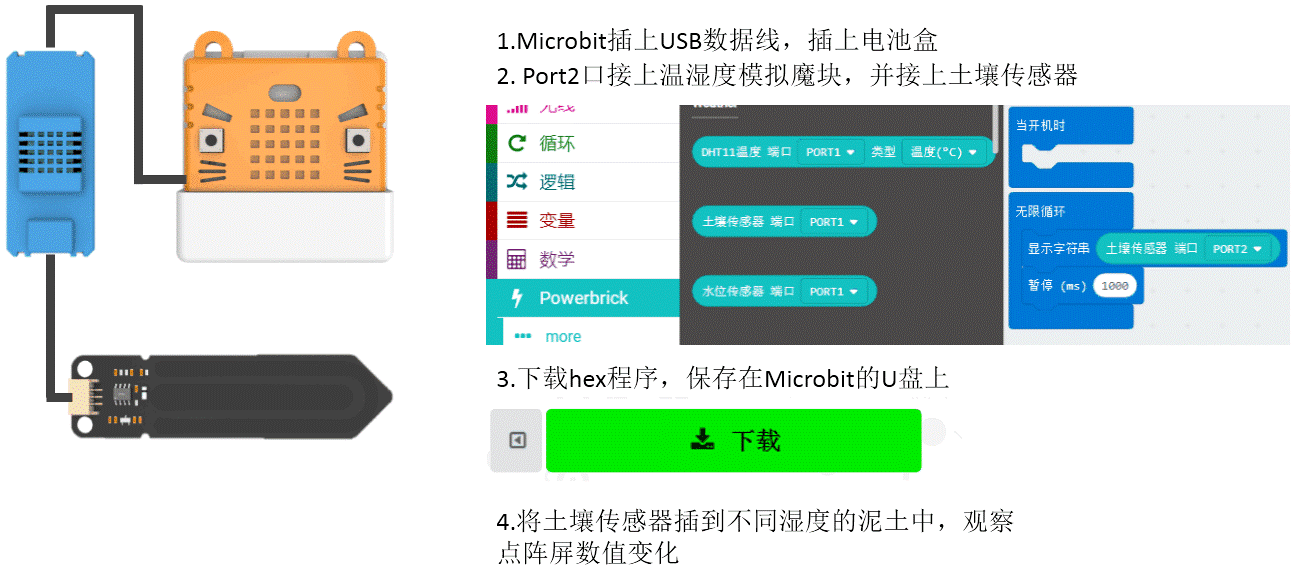 1.Microbit插上USB数据线，插上电池盒
2. Port2口接上温湿度模拟魔块，并接上土壤传感器
无线
循环
逻辑
变量
数学
Powerbrick
more
DHT11温度 端口 PORT1 类型 温度(°C)
土壤传感器 端口 PORT1
水位传感器 端口 PORT1
当开机时
无限循环
显示字符串 土壤传感器 端口 PORT2
暂停 (ms) 1000
3.下载hex程序，保存在Microbit的U盘上
下载
4.将土壤传感器插到不同湿度的泥土中，观察
点阵屏数值变化